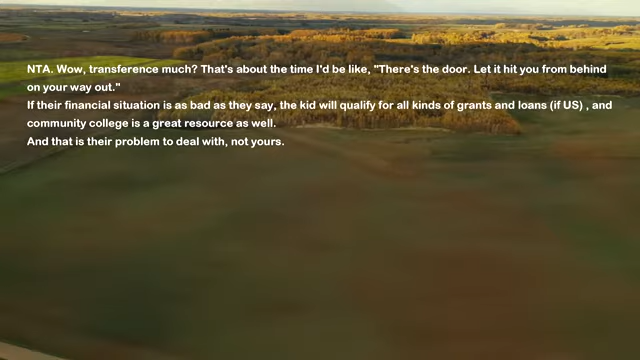 NTA. Wow, transference much? That's about the time I'd be like, "There's the door. Let it hit you from behind
on your way out."
If their financial situation is as bad as they say, the kid will qualify for all kinds of grants and loans (if US) , and
community college is a great resource as well.
And that is their problem to deal with, not yours.